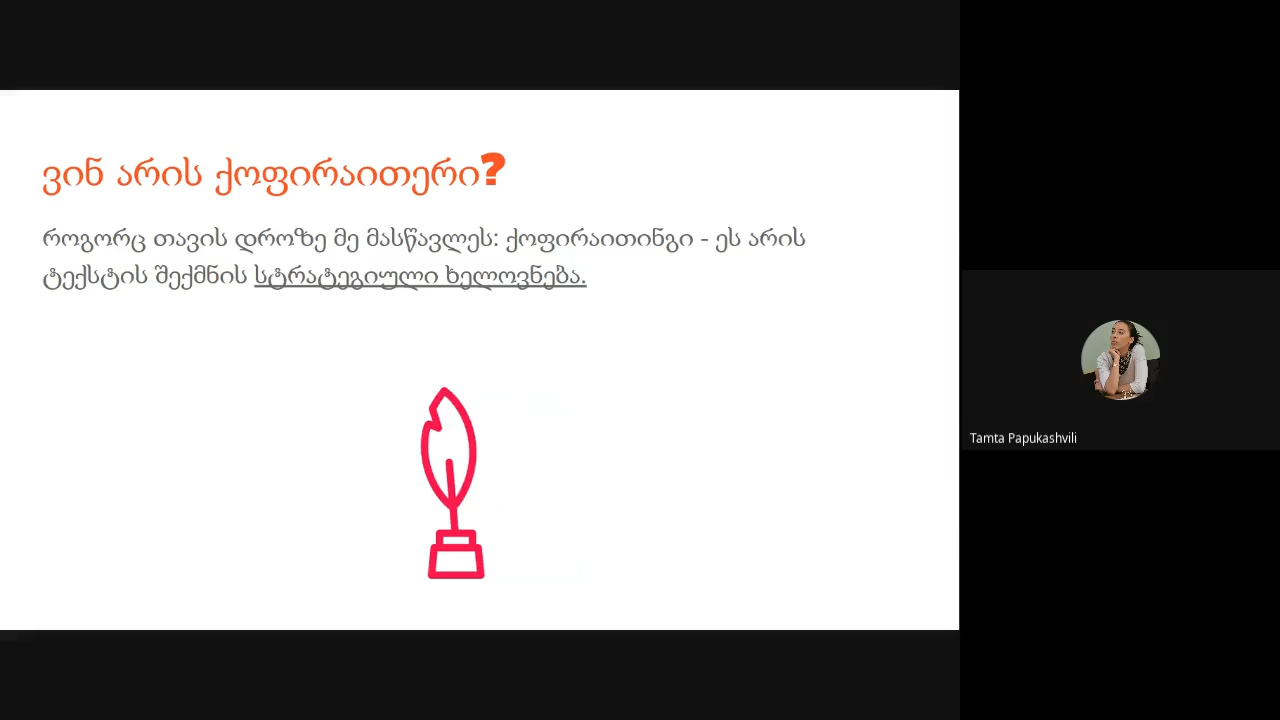 ვინ არის ქოფირაითერი?
როგორც თავის დროზე მე მასწავლეს: ქოფირაითინგი - ეს არის
ტექსტის შექმნის სტრატეგიული ხელოვნება.
Tamta Papukashvili